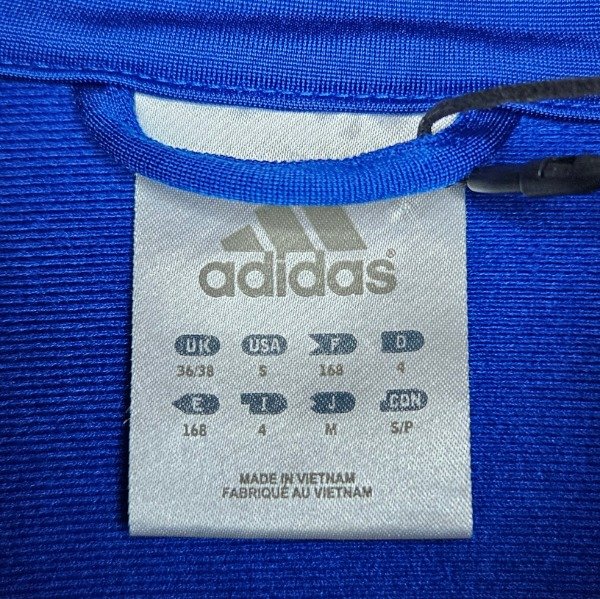 adidas®
UK USA F D
36/38 S 168 4
E I J CDN
168 4 M S/P
MADE IN VIETNAM
FABRIQUÉ AU VIETNAM